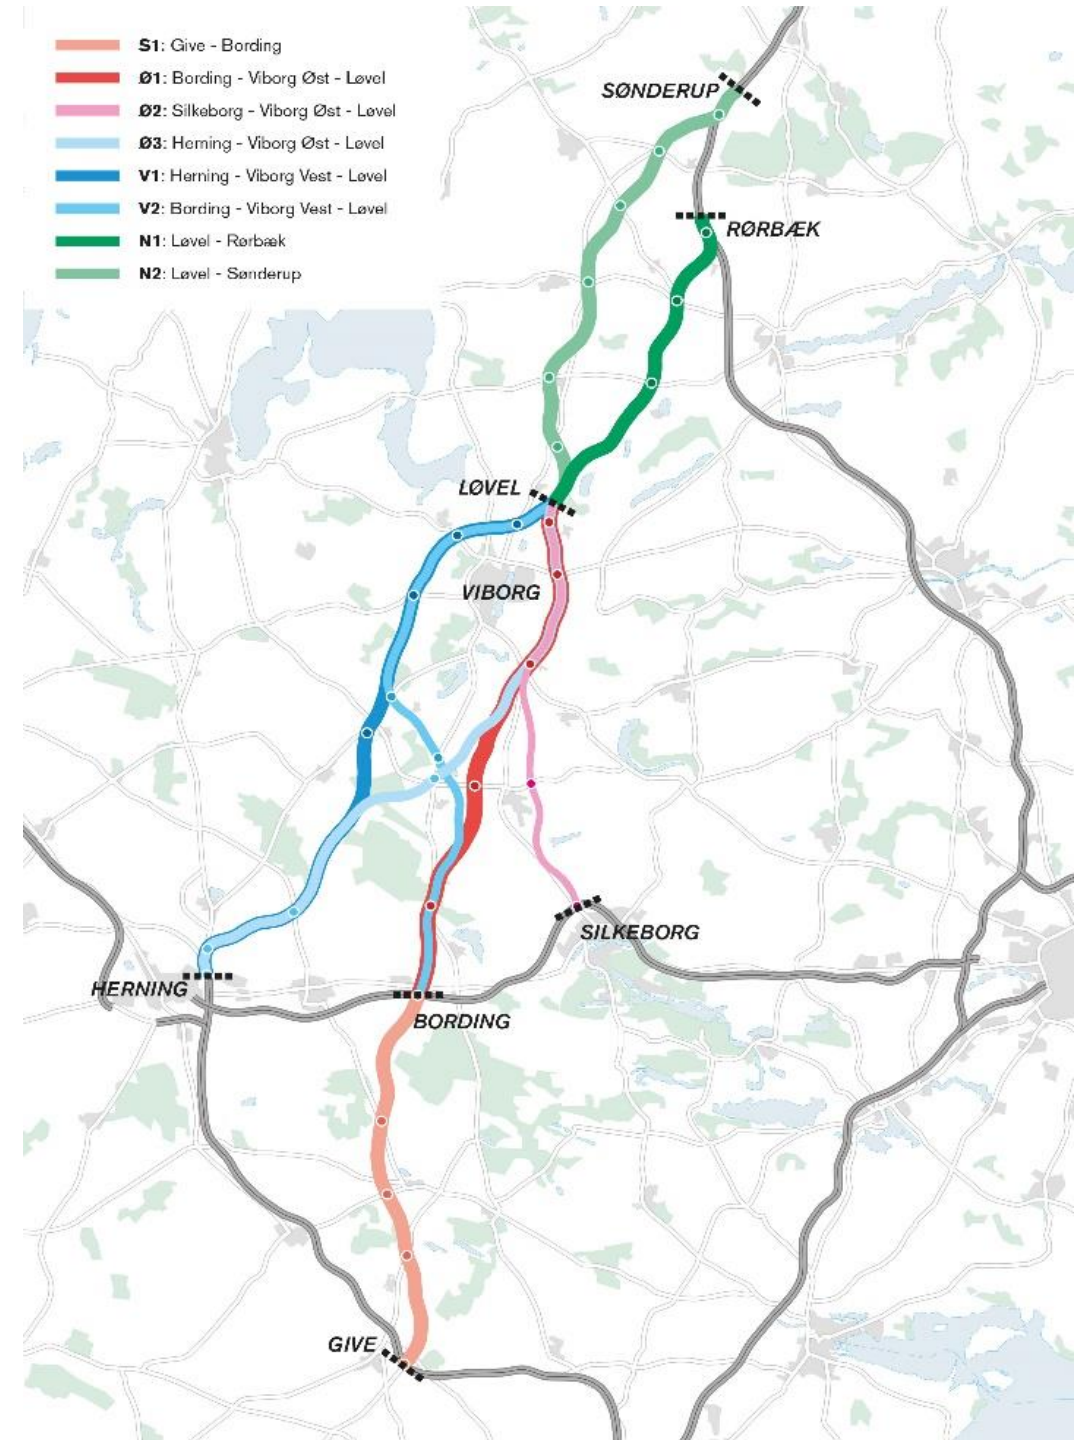 S1: Give - Bording
Ø1: Bording - Viborg Øst - Løvel
Ø2: Silkeborg - Viborg Øst - Løvel
Ø3: Herning - Viborg Øst - Løvel
V1: Herning - Viborg Vest - Løvel
V2: Bording - Viborg Vest - Løvel
N1: Løvel - Rørbæk
N2: Løvel - Sønderup
SØNDERUP
RØRBÆK
LØVEL
VIBORG
SILKEBORG
HERNING
BORDING
GIVE